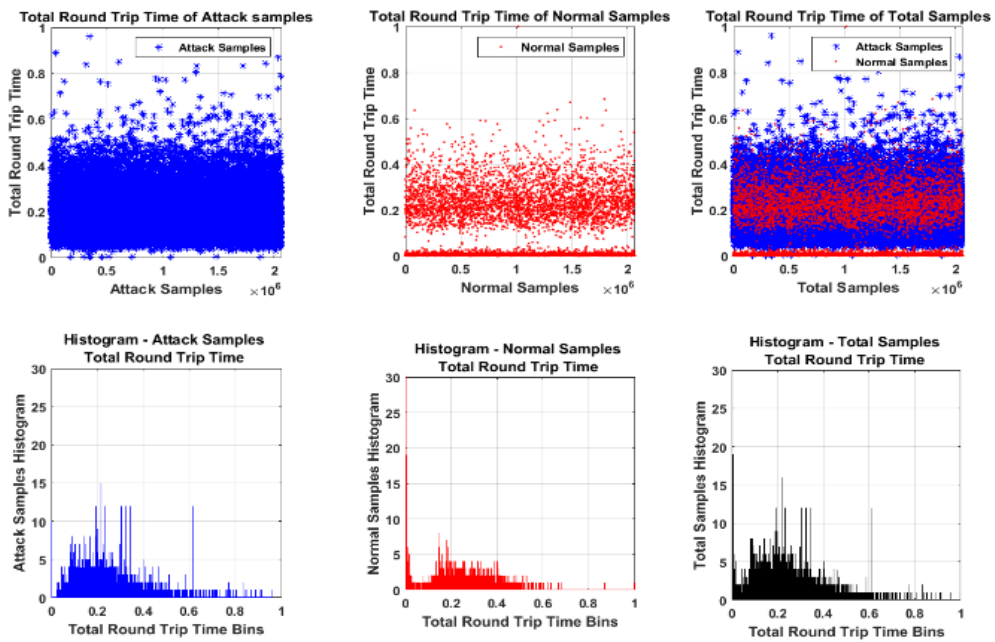 Total Round Trip Time of Attack samples
1
0.8
0.6
0.4
0.2
0
Total Round Trip Time
Attack Samples
0 0.5 1 1.5 2
Attack Samples
×10^6
Total Round Trip Time of Normal Samples
1
0.8
0.6
0.4
0.2
0
Total Round Trip Time
Normal Samples
0 0.5 1 1.5 2
Normal Samples
×10^6
Total Round Trip Time of Total Samples
1
0.8
0.6
0.4
0.2
0
Total Round Trip Time
Attack Samples
Normal Samples
0 0.5 1 1.5 2
Total Samples
×10^6
Histogram - Attack Samples
Total Round Trip Time
30
25
20
15
10
5
0
Attack Samples Histogram
0 0.2 0.4 0.6 0.8 1
Total Round Trip Time Bins
Histogram - Normal Samples
Total Round Trip Time
30
25
20
15
10
5
0
Normal Samples Histogram
0 0.2 0.4 0.6 0.8 1
Total Round Trip Time Bins
Histogram - Total Samples
Total Round Trip Time
30
25
20
15
10
5
0
Total Samples Histogram
0 0.2 0.4 0.6 0.8 1
Total Round Trip Time Bins